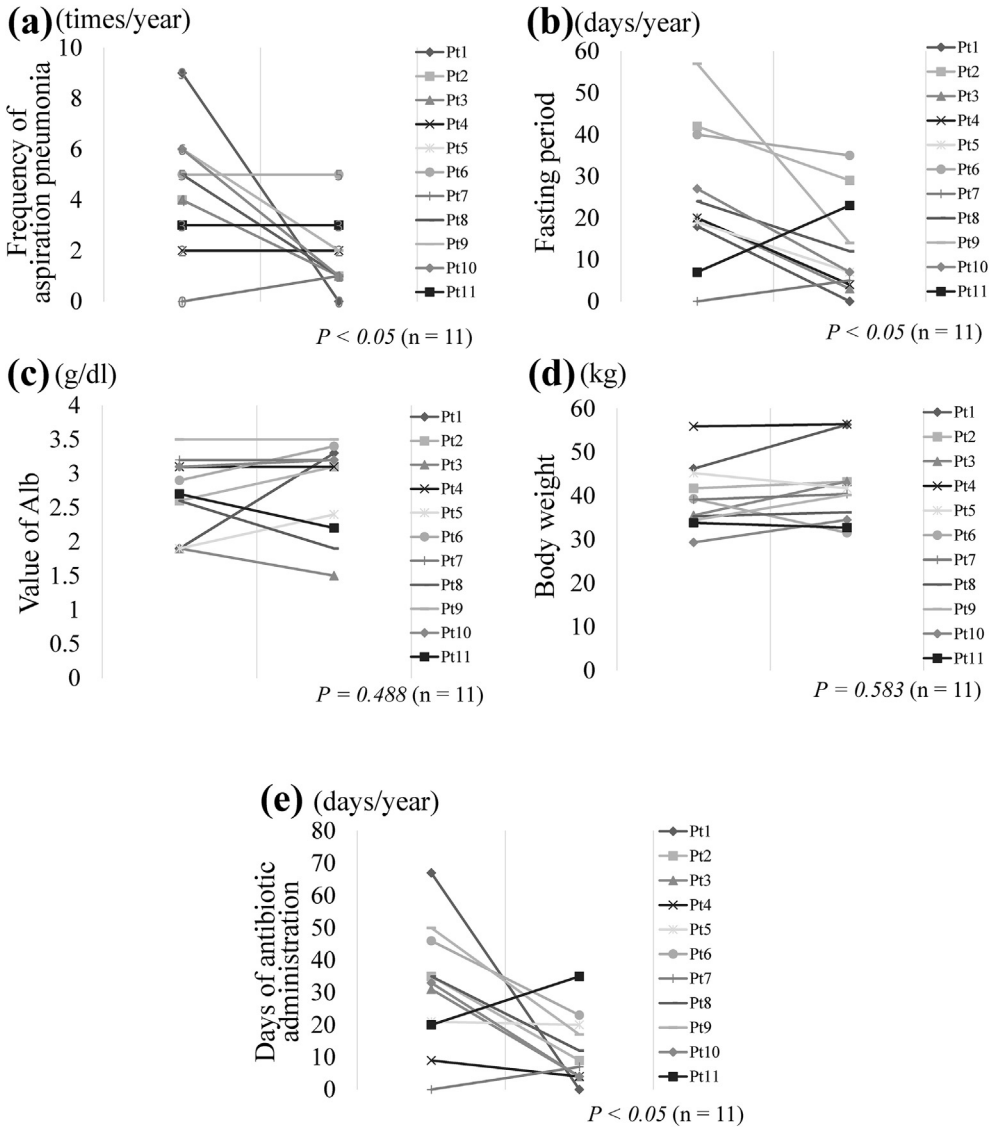 (a) (times/year)
Frequency of
aspiration pneumonia
10
8
6
4
2
0
Pt1
Pt2
Pt3
Pt4
Pt5
Pt6
Pt7
Pt8
Pt9
Pt10
Pt11
P < 0.05 (n = 11)
(b) (days/year)
Fasting period
60
50
40
30
20
10
0
Pt1
Pt2
Pt3
Pt4
Pt5
Pt6
Pt7
Pt8
Pt9
Pt10
Pt11
P < 0.05 (n = 11)
(c) (g/dl)
Value of Alb
4
3.5
3
2.5
2
1.5
1
0.5
0
Pt1
Pt2
Pt3
Pt4
Pt5
Pt6
Pt7
Pt8
Pt9
Pt10
Pt11
P = 0.488 (n = 11)
(d) (kg)
Body weight
60
50
40
30
20
10
0
Pt1
Pt2
Pt3
Pt4
Pt5
Pt6
Pt7
Pt8
Pt9
Pt10
Pt11
P = 0.583 (n = 11)
(e) (days/year)
Days of antibiotic
administration
80
70
60
50
40
30
20
10
0
Pt1
Pt2
Pt3
Pt4
Pt5
Pt6
Pt7
Pt8
Pt9
Pt10
Pt11
P < 0.05 (n = 11)